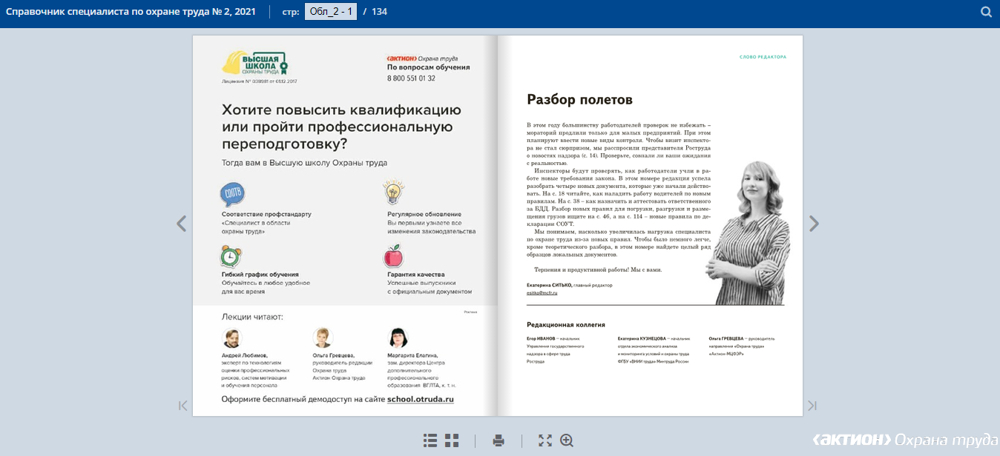 Справочник специалиста по охране труда № 2, 2021
стр: Обл_2 - 1 / 134
ВЫСШАЯ
ШКОЛА
ОХРАНЫ ТРУДА
Лицензия № 038981 от 01.12.2017
‹актион› Охрана труда
По вопросам обучения
8 800 551 01 32
Хотите повысить квалификацию
или пройти профессиональную
переподготовку?
Тогда вам в Высшую школу Охраны труда
СООТВ
Соответствие профстандарту
«Специалист в области
охраны труда»
Регулярное обновление
Вы первыми узнаете все
изменения законодательства
Гибкий график обучения
Обучайтесь в любое удобное
для вас время
Гарантия качества
Успешные выпускники
с официальным документом
Реклама
Лекции читают:
Андрей Любимов,
эксперт по технологиям
оценки профессиональных
рисков, систем мотивации
и обучения персонала
Ольга Гревцева,
руководитель редакции
Охрана труда
Актион Охрана труда
Маргарита Елагина,
зам. директора Центра
дополнительного
профессионального
образования ВГЛТА, к. т. н.
Оформите бесплатный демодоступ на сайте school.otruda.ru
СЛОВО РЕДАКТОРА
Разбор полетов
В этом году большинству работодателей проверок не избежать –
мораторий продлили только для малых предприятий. При этом
планируют ввести новые виды контроля. Чтобы визит инспекто-
ра не стал сюрпризом, мы расспросили представителя Роструда
о новостях надзора (с. 14). Проверьте, совпали ли ваши ожидания
с реальностью.
Инспекторы будут проверять, как работодатели учли в ра-
боте новые требования закона. В этом номере редакция успела
разобрать четыре новых документа, которые уже начали действо-
вать. На с. 18 читайте, как наладить работу водителей по новым
правилам. На с. 38 – как назначить и аттестовать ответственного
за БДД. Разбор новых правил для погрузки, разгрузки и разме-
щения грузов ищите на с. 46, а на с. 114 – новые правила по де-
кларации СОУТ.
Мы понимаем, насколько увеличилась нагрузка специалиста
по охране труда из-за новых правил. Чтобы было немного легче,
кроме теоретического разбора, в этом номере найдете целый ряд
образцов локальных документов.
Терпения и продуктивной работы! Мы с вами.
Екатерина СИТЬКО, главный редактор
esitko@mcfr.ru
Редакционная коллегия
Егор ИВАНОВ – начальник
Управления государственного
надзора в сфере труда
Роструда
Екатерина КУЗНЕЦОВА – начальник
отдела экономического анализа
и мониторинга условий и охраны труда
ФГБУ «ВНИИ труда» Минтруда России
Ольга ГРЕВЦЕВА – руководитель
направления «Охрана труда»
«Актион-МЦФЭР»
‹актион› Охрана труда